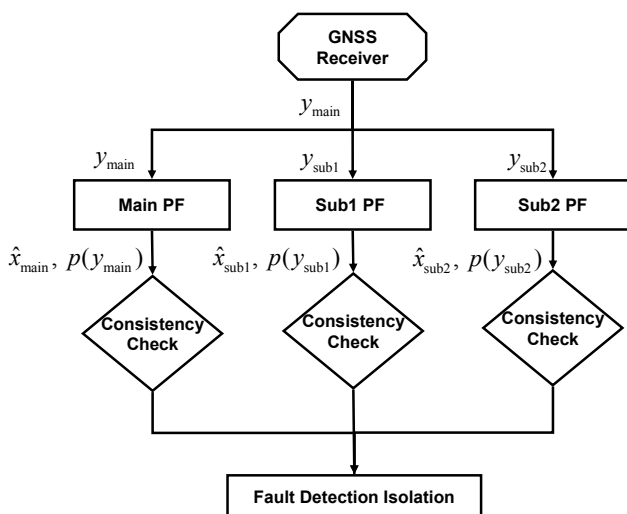 GNSS
Receiver
y_main
y_main
y_sub1
y_sub2
Main PF
Sub1 PF
Sub2 PF
x̂_main, p(y_main)
x̂_sub1, p(y_sub1)
x̂_sub2, p(y_sub2)
Consistency
Check
Consistency
Check
Consistency
Check
Fault Detection Isolation